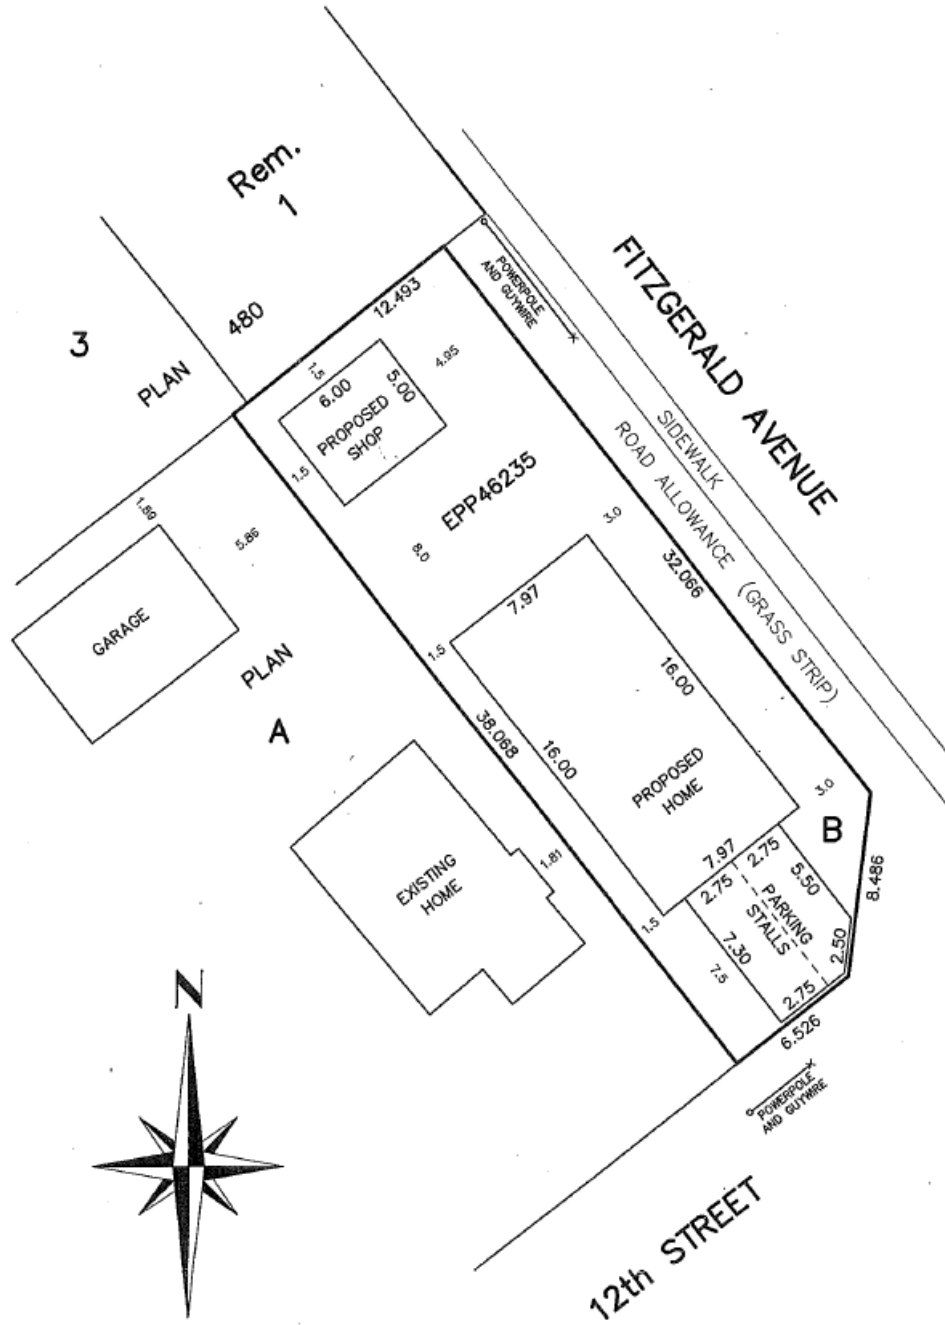 Rem.
1
480
3
PLAN
12.493
POWERPOLE
AND GUYWIRE
FITZGERALD AVENUE
SIDEWALK
ROAD ALLOWANCE (GRASS STRIP)
1.5
6.00
5.00
4.95
PROPOSED
SHOP
1.5
EPP46235
1.89
5.86
8.0
3.0
32.066
GARAGE
7.97
1.5
PLAN
A
16.00
38.068
16.00
PROPOSED
HOME
3.0
B
7.97
2.75
2.75
5.50
8.486
EXISTING
HOME
1.81
PARKING
STALLS
1.5
7.30
2.50
7.5
2.75
6.526
N
POWERPOLE
AND GUYWIRE
12th STREET